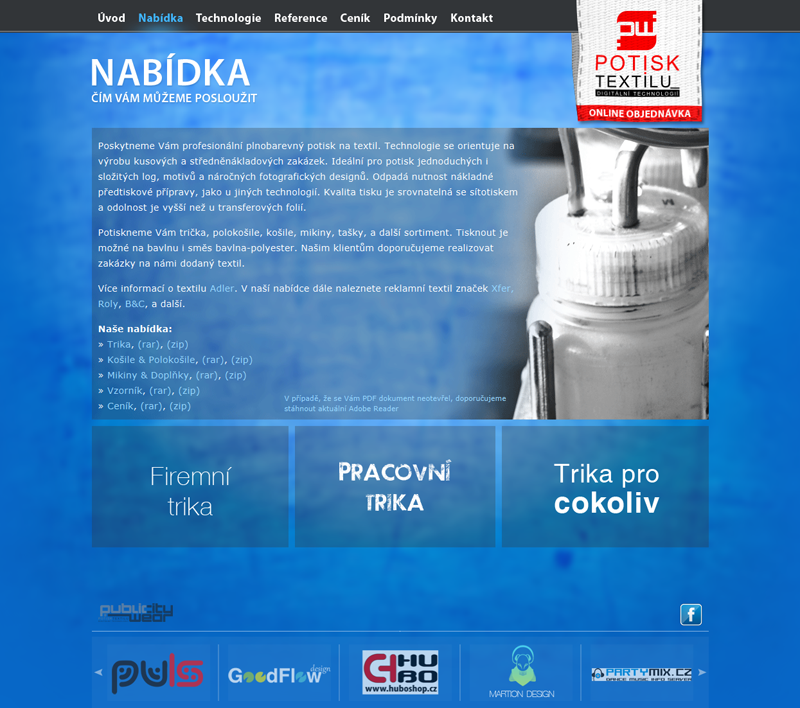 Úvod Nabídka Technologie Reference Ceník Podmínky Kontakt
PW
POTISK
TEXTILU
DIGITÁLNÍ TECHNOLOGIÍ
ONLINE OBJEDNÁVKA
NABÍDKA
ČÍM VÁM MŮŽEME POSLOUŽIT
Poskytneme Vám profesionální plnobarevný potisk na textil. Technologie se orientuje na
výrobu kusových a středněnákladových zakázek. Ideální pro potisk jednoduchých i
složitých log, motivů a náročných fotografických designů. Odpadá nutnost nákladné
předtiskové přípravy, jako u jiných technologií. Kvalita tisku je srovnatelná se sítotiskem
a odolnost je vyšší než u transferových folií.
Potiskneme Vám trička, polokošile, košile, mikiny, tašky, a další sortiment. Tisknout je
možné na bavlnu i směs bavlna-polyester. Našim klientům doporučujeme realizovat
zakázky na námi dodaný textil.
Více informací o textilu Adler. V naší nabídce dále naleznete reklamní textil značek Xfer,
Roly, B&C, a další.
Naše nabídka:
» Trika, (rar), (zip)
» Košile & Polokošile, (rar), (zip)
» Mikiny & Doplňky, (rar), (zip)
» Vzorník, (rar), (zip)
» Ceník, (rar), (zip)
V případě, že se Vám PDF dokument neotevřel, doporučujeme
stáhnout aktuální Adobe Reader
Firemní
trika
PRACOVNÍ
TRIKA
Trika pro
cokoliv
publicity
wear
f
puls
GoodFlow design
CHUBO
www.huboshop.cz
MARTION DESIGN
PARTYMIX.CZ
DANCE MUSIC INFO SERVER